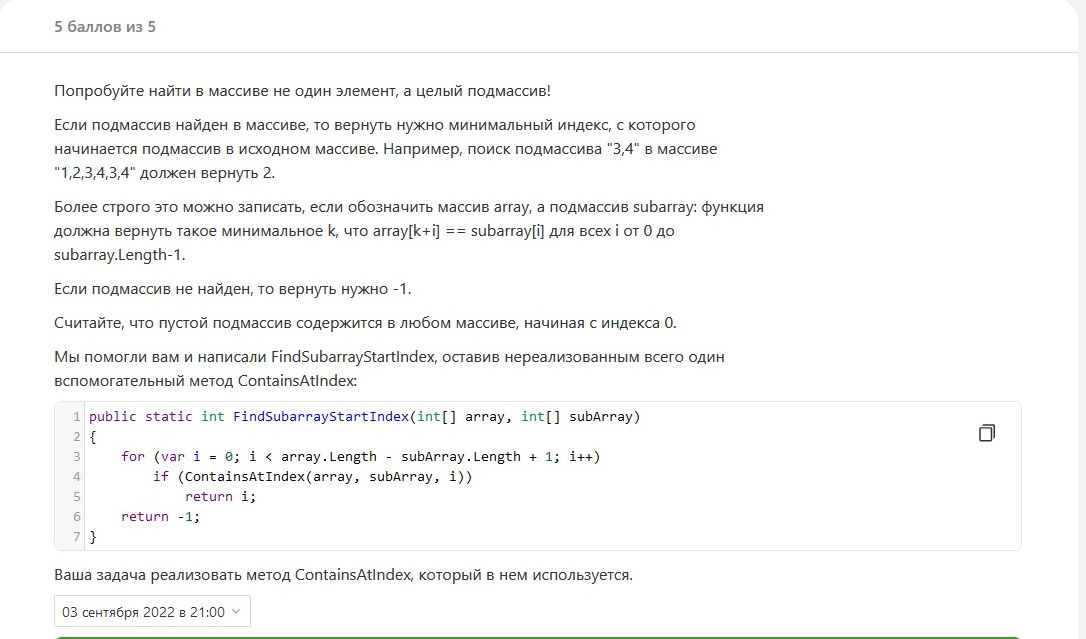 5 баллов из 5
Попробуйте найти в массиве не один элемент, а целый подмассив!
Если подмассив найден в массиве, то вернуть нужно минимальный индекс, с которого
начинается подмассив в исходном массиве. Например, поиск подмассива "3,4" в массиве
"1,2,3,4,3,4" должен вернуть 2.
Более строго это можно записать, если обозначить массив array, а подмассив subarray: функция
должна вернуть такое минимальное k, что array[k+i] == subarray[i] для всех i от 0 до
subarray.Length-1.
Если подмассив не найден, то вернуть нужно -1.
Считайте, что пустой подмассив содержится в любом массиве, начиная с индекса 0.
Мы помогли вам и написали FindSubarrayStartIndex, оставив нереализованным всего один
вспомогательный метод ContainsAtIndex:
1 public static int FindSubarrayStartIndex(int[] array, int[] subArray)
2 {
3     for (var i = 0; i < array.Length - subArray.Length + 1; i++)
4         if (ContainsAtIndex(array, subArray, i))
5             return i;
6     return -1;
7 }
Ваша задача реализовать метод ContainsAtIndex, который в нем используется.
03 сентября 2022 в 21:00